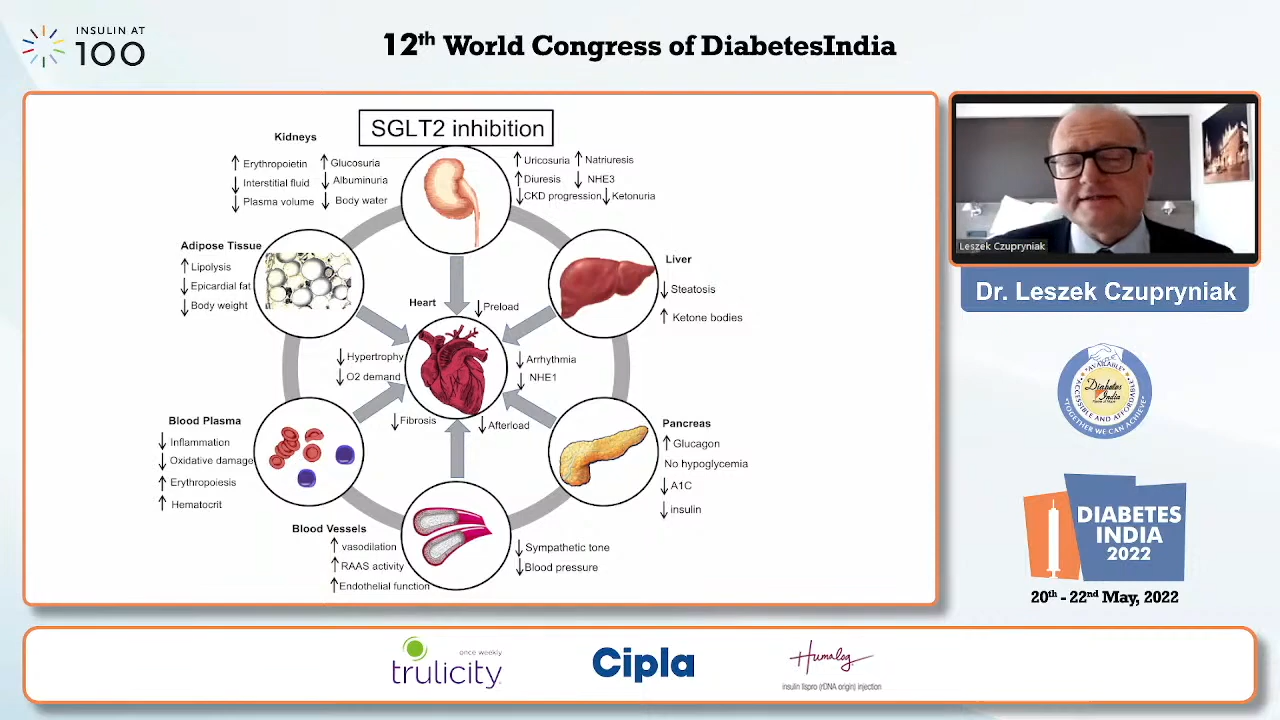 INSULIN AT
100
12th World Congress of DiabetesIndia
SGLT2 inhibition
Kidneys
↑ Erythropoietin ↑ Glucosuria
↓ Interstitial fluid ↓ Albuminuria
↓ Plasma volume ↓ Body water
↑ Uricosuria ↑ Natriuresis
↑ Diuresis ↓ NHE3
↓ CKD progression ↓ Ketonuria
Adipose Tissue
↑ Lipolysis
↓ Epicardial fat
↓ Body weight
Liver
↓ Steatosis
↑ Ketone bodies
Heart
↓ Preload
↓ Hypertrophy
↓ O2 demand
↓ Arrhythmia
↓ NHE1
↓ Fibrosis
↓ Afterload
Blood Plasma
↓ Inflammation
↓ Oxidative damage
↑ Erythropoiesis
↑ Hematocrit
Pancreas
↑ Glucagon
No hypoglycemia
↓ A1C
↓ insulin
Blood Vessels
↑ vasodilation
↑ RAAS activity
↑ Endothelial function
↓ Sympathetic tone
↓ Blood pressure
Leszek Czupryniak
Dr. Leszek Czupryniak
AVAILABLE
ACCESSIBLE AND AFFORDABLE
Diabetes
India
"TOGETHER WE CAN ACHIEVE"
DIABETES
INDIA
2022
20th - 22nd May, 2022
once weekly
trulicity
Cipla
Humalog
insulin lispro (rDNA origin) injection